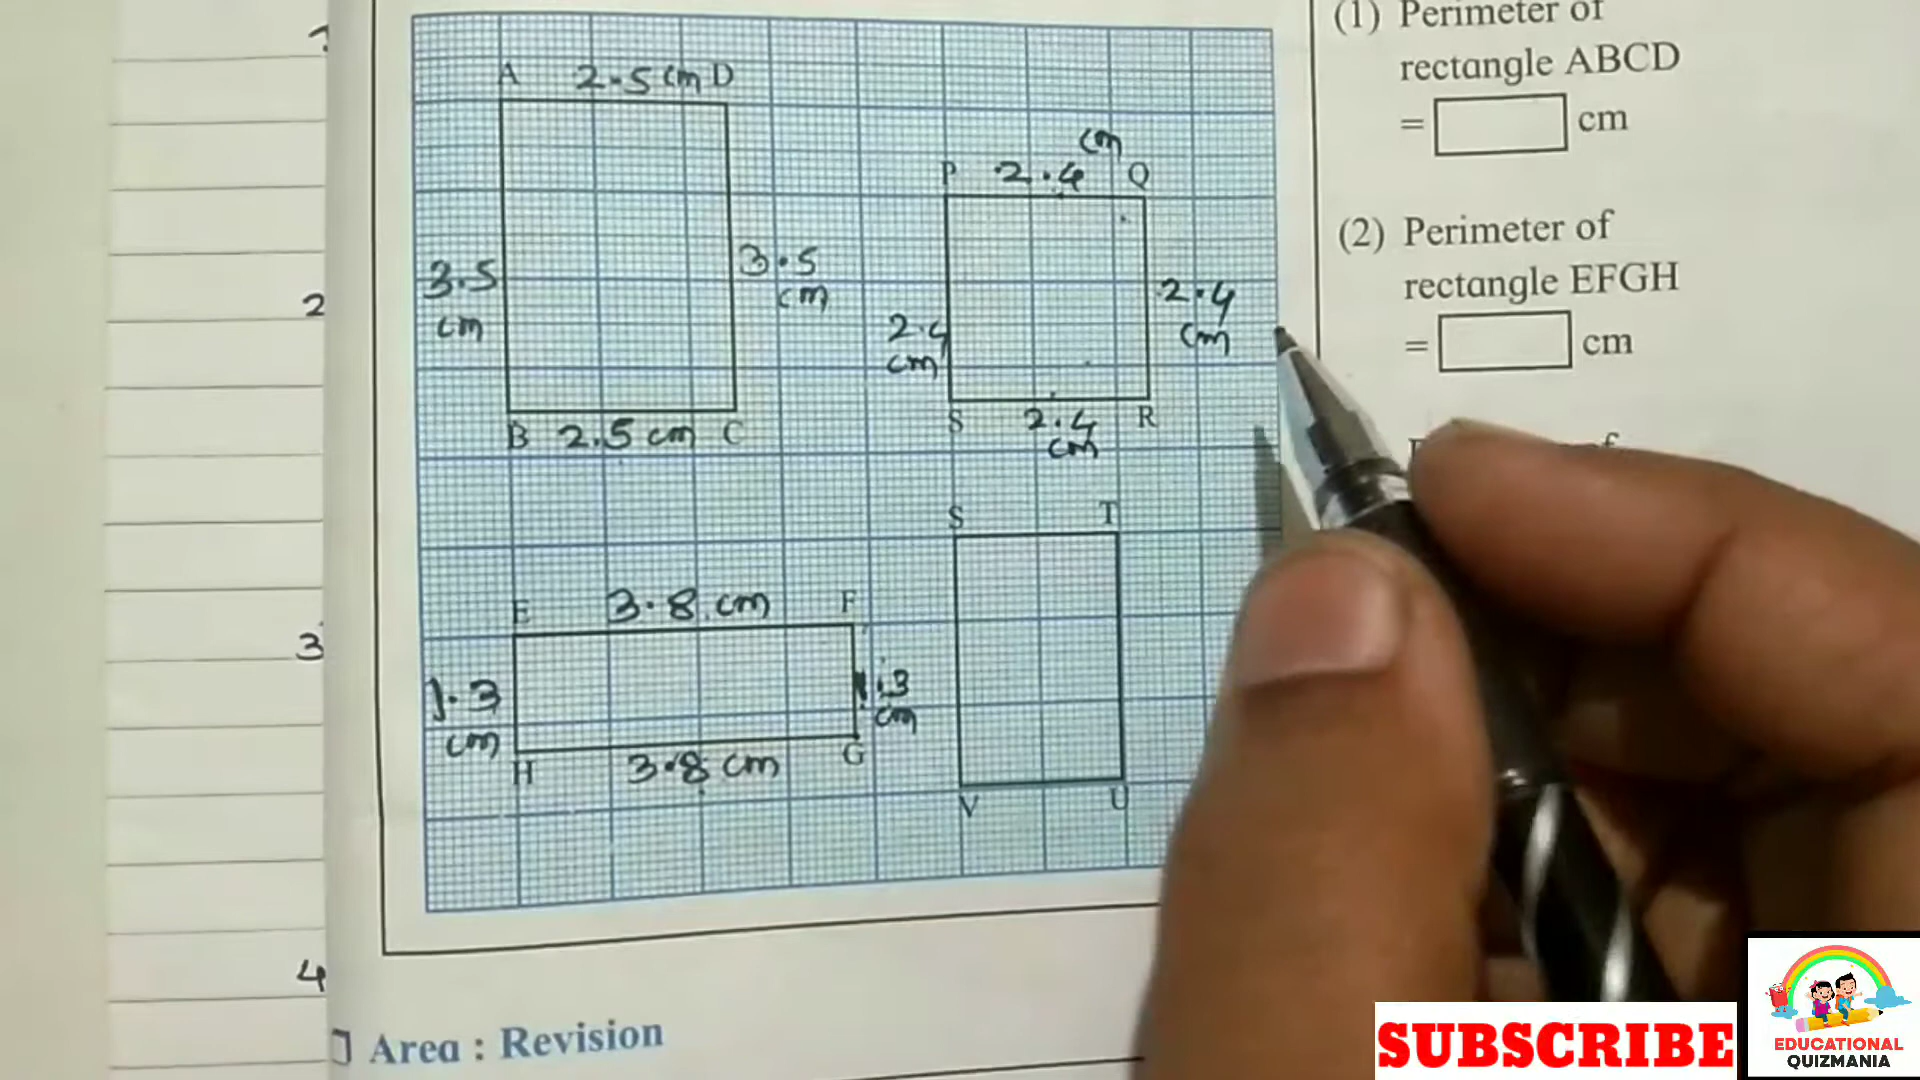 A 2.5 cm D
3.5
cm
3.5
cm
B 2.5 cm C
cm
P 2.4 Q
2.4
cm
2.4
cm
S 2.4 R
cm
S T
V U
E 3.8 cm F
1.3
cm
1.3
cm
H 3.8 cm G
2
3
4
(1) Perimeter of
rectangle ABCD
= cm
(2) Perimeter of
rectangle EFGH
= cm
Area : Revision
SUBSCRIBE
EDUCATIONAL
QUIZMANIA